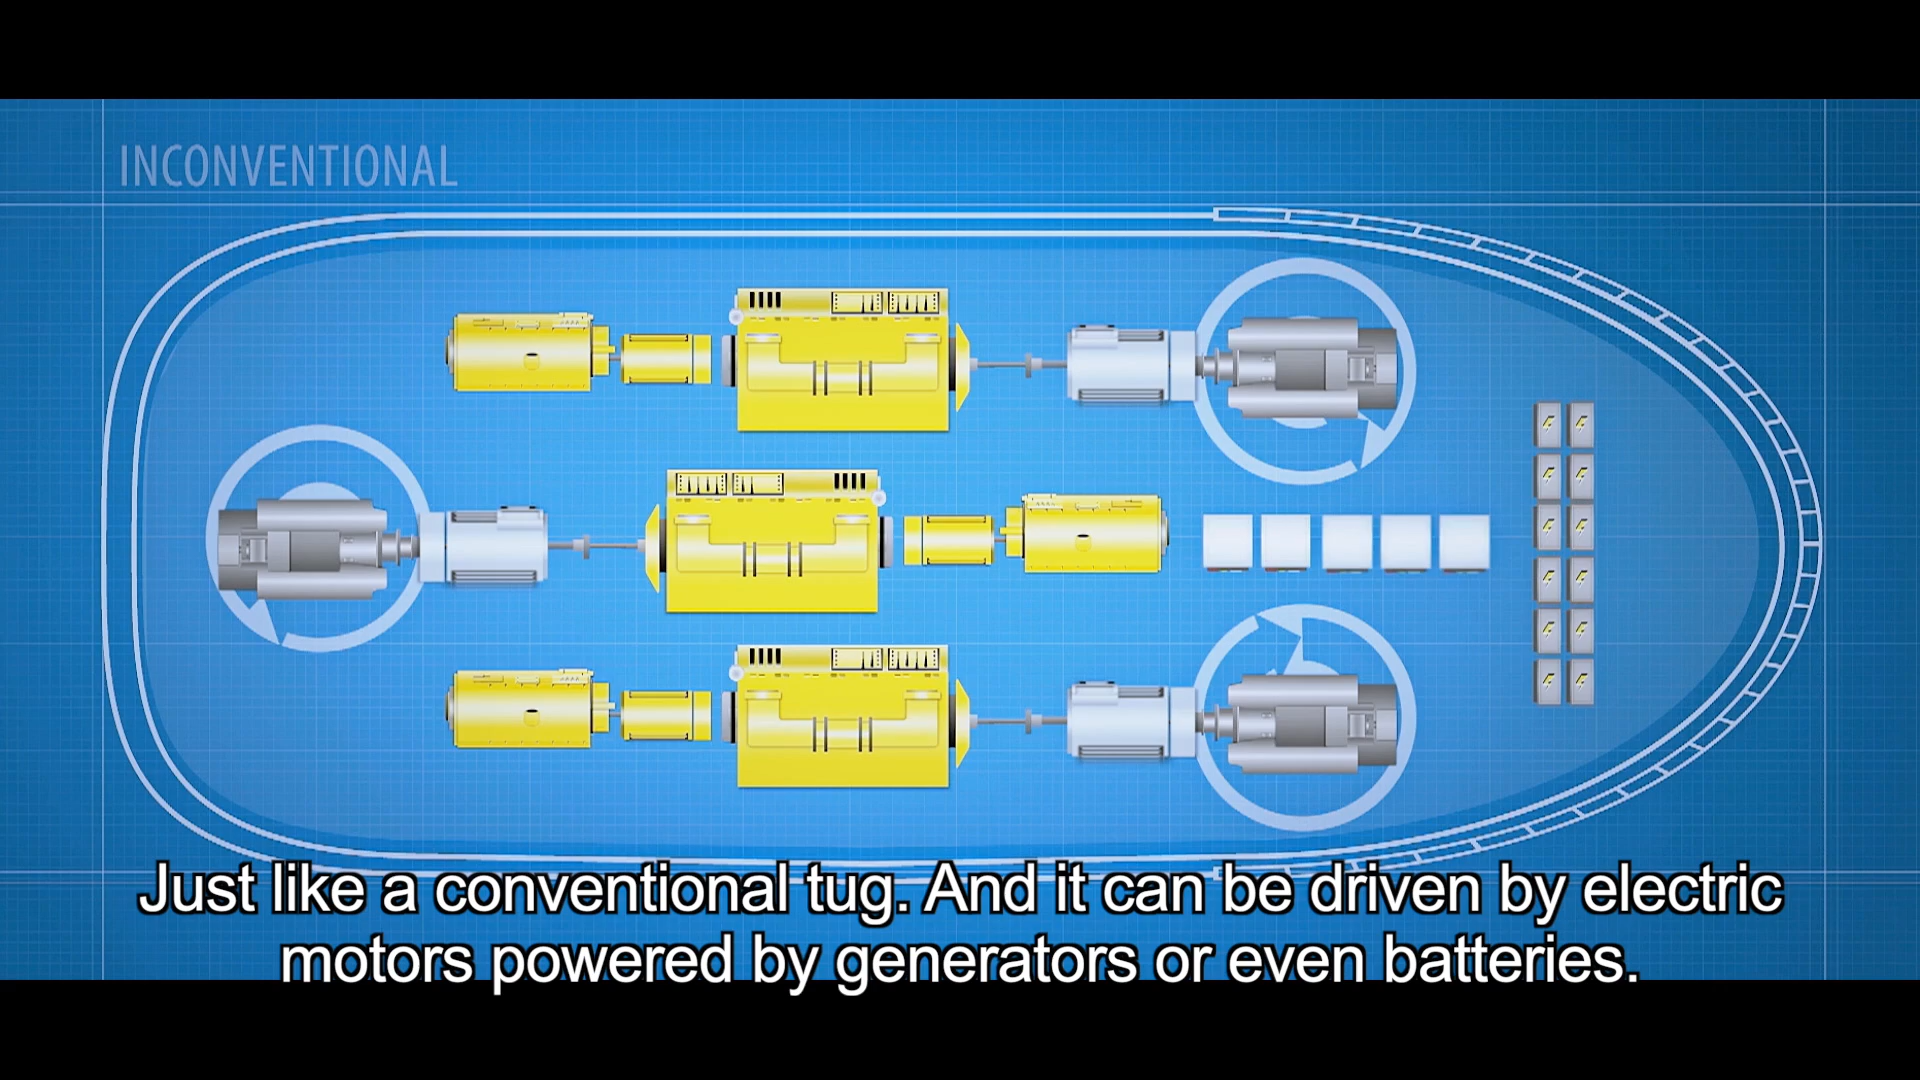 INCONVENTIONAL
Just like a conventional tug. And it can be driven by electric
motors powered by generators or even batteries.